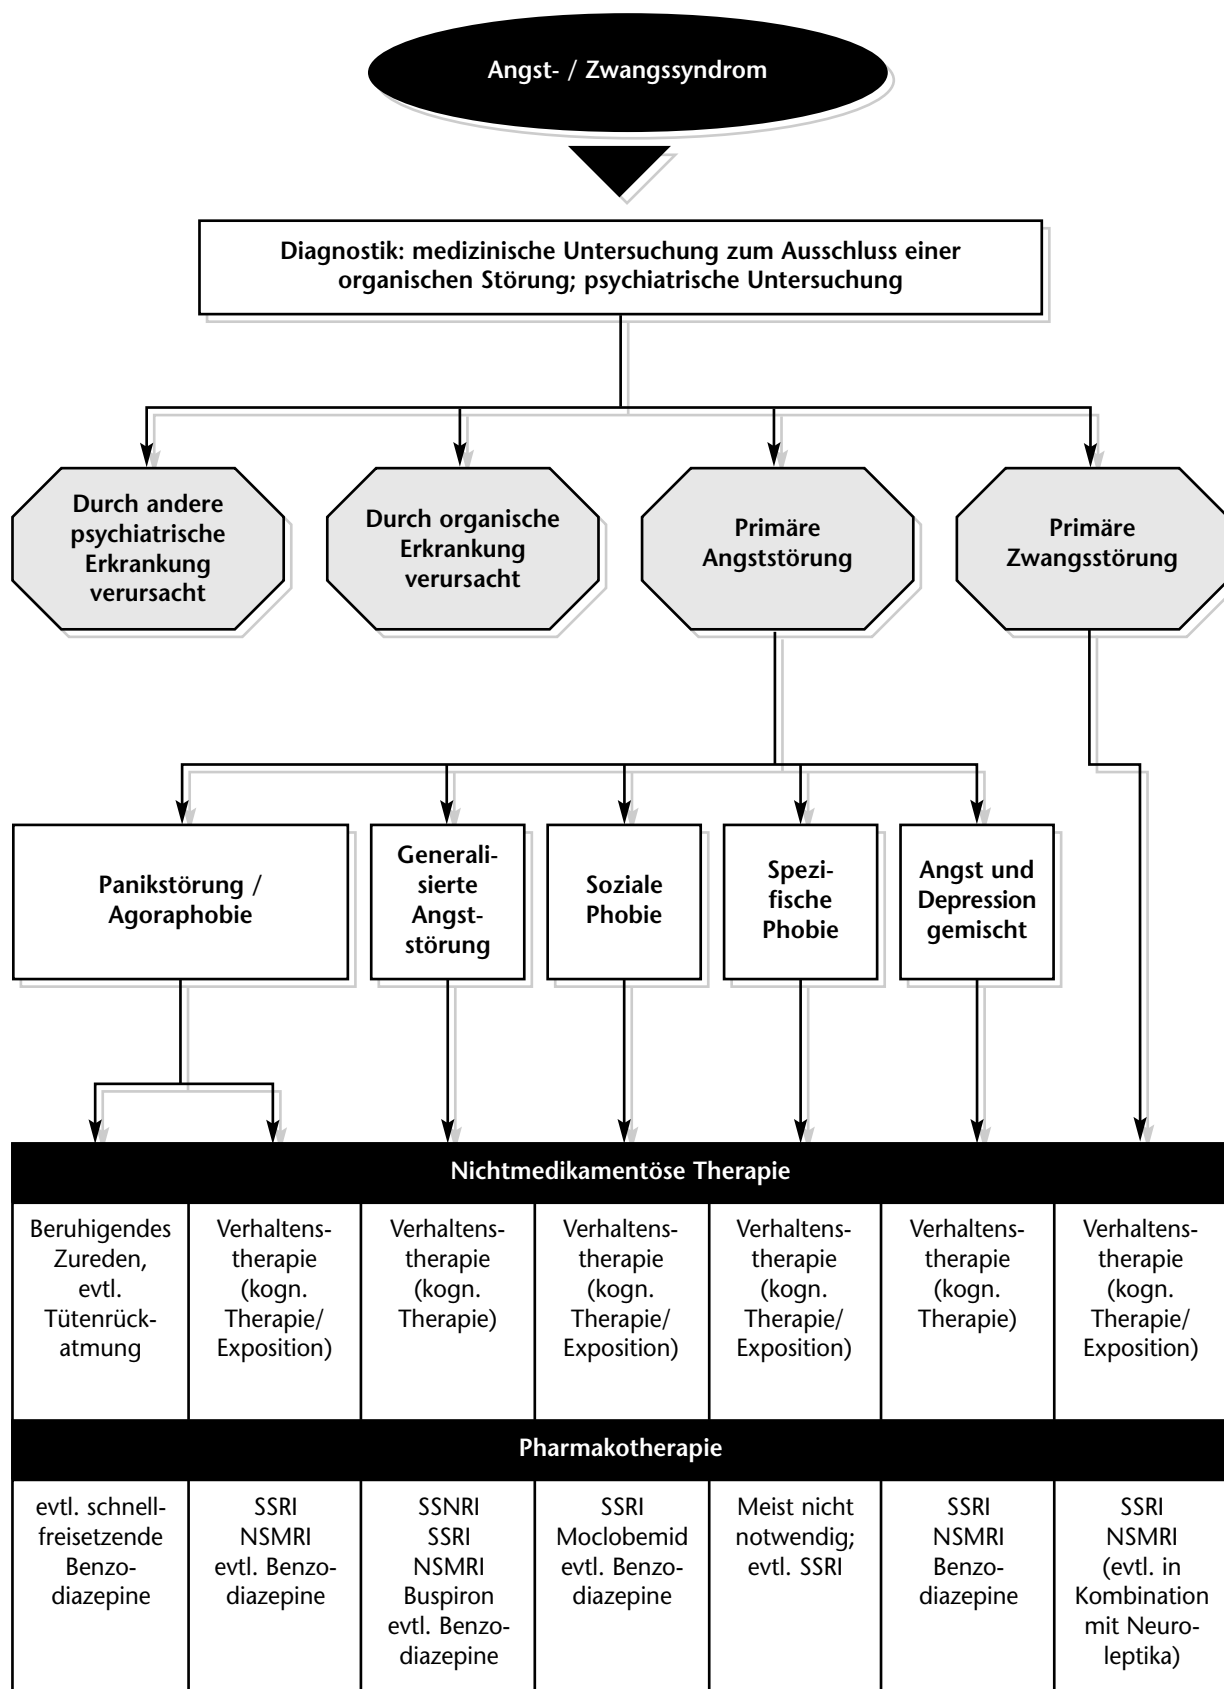 Angst- / Zwangssyndrom
Diagnostik: medizinische Untersuchung zum Ausschluss einer
organischen Störung; psychiatrische Untersuchung
Durch andere
psychiatrische
Erkrankung
verursacht
Durch organische
Erkrankung
verursacht
Primäre
Angststörung
Primäre
Zwangsstörung
Panikstörung /
Agoraphobie
Generali-
sierte
Angst-
störung
Soziale
Phobie
Spezi-
fische
Phobie
Angst und
Depression
gemischt
Nichtmedikamentöse Therapie
Beruhigendes
Zureden,
evtl.
Tütenrück-
atmung
Verhaltens-
therapie
(kogn.
Therapie/
Exposition)
Verhaltens-
therapie
(kogn.
Therapie)
Verhaltens-
therapie
(kogn.
Therapie/
Exposition)
Verhaltens-
therapie
(kogn.
Therapie/
Exposition)
Verhaltens-
therapie
(kogn.
Therapie)
Verhaltens-
therapie
(kogn.
Therapie/
Exposition)
Pharmakotherapie
evtl. schnell-
freisetzende
Benzo-
diazepine
SSRI
NSMRI
evtl. Benzo-
diazepine
SSNRI
SSRI
NSMRI
Buspiron
evtl. Benzo-
diazepine
SSRI
Moclobemid
evtl. Benzo-
diazepine
Meist nicht
notwendig;
evtl. SSRI
SSRI
NSMRI
Benzo-
diazepine
SSRI
NSMRI
(evtl. in
Kombination
mit Neuro-
leptika)